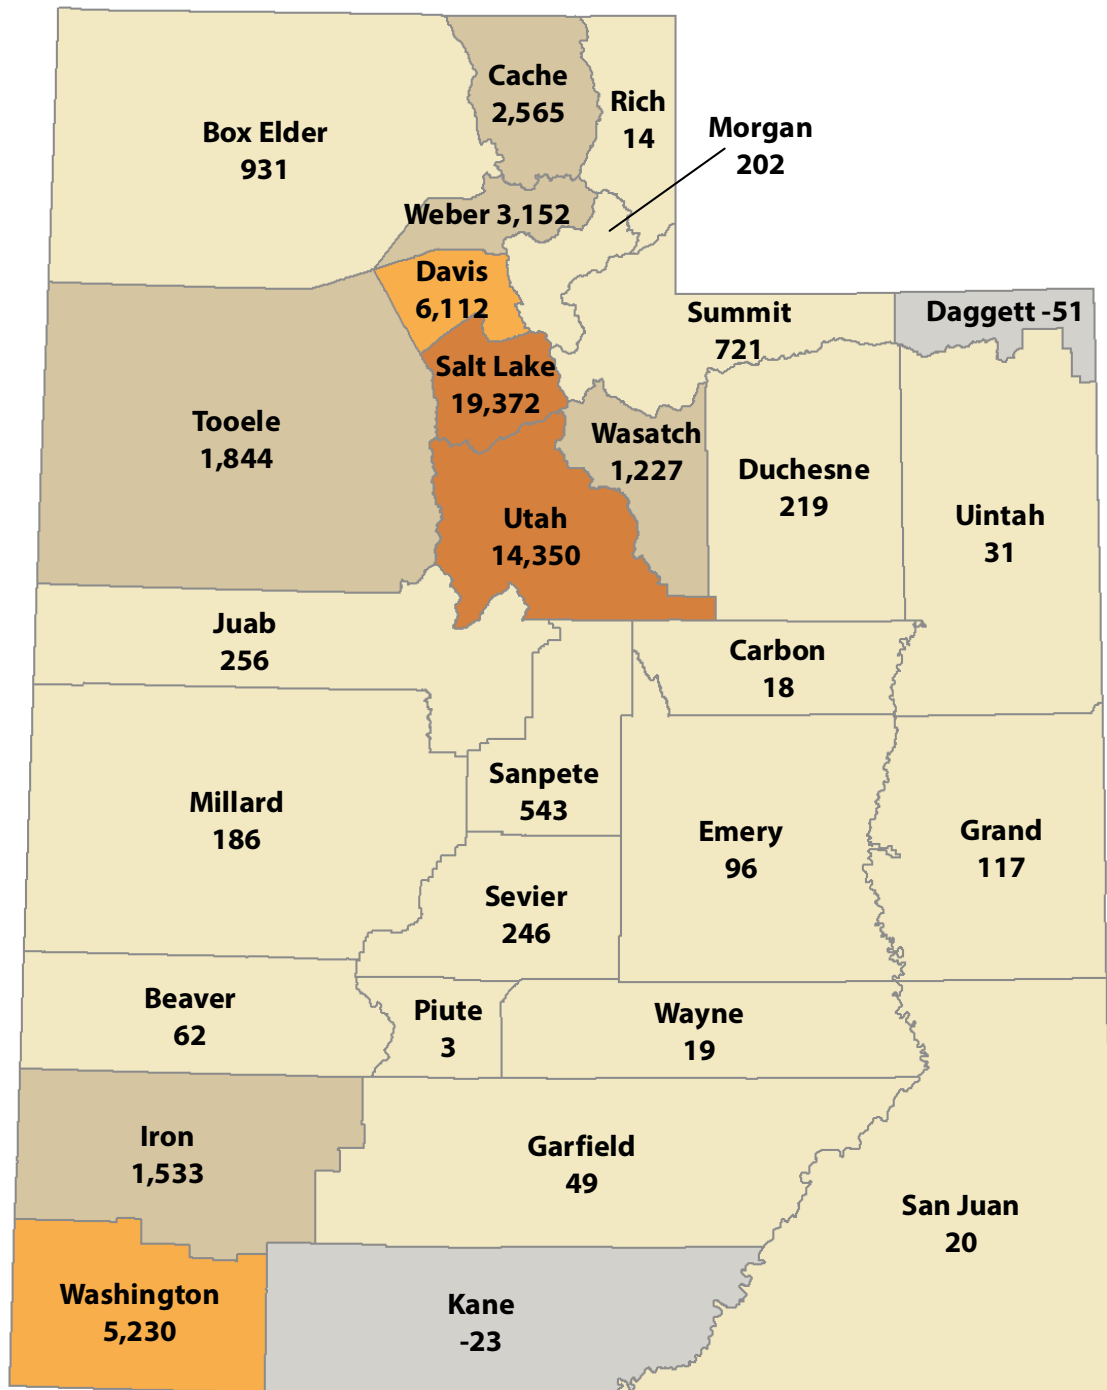 Cache
2,565
Rich
14
Morgan
202
Box Elder
931
Weber 3,152
Davis
6,112
Summit
721
Daggett -51
Salt Lake
19,372
Tooele
1,844
Wasatch
1,227
Duchesne
219
Uintah
31
Utah
14,350
Juab
256
Carbon
18
Sanpete
543
Millard
186
Emery
96
Grand
117
Sevier
246
Beaver
62
Piute
3
Wayne
19
Iron
1,533
Garfield
49
San Juan
20
Washington
5,230
Kane
-23